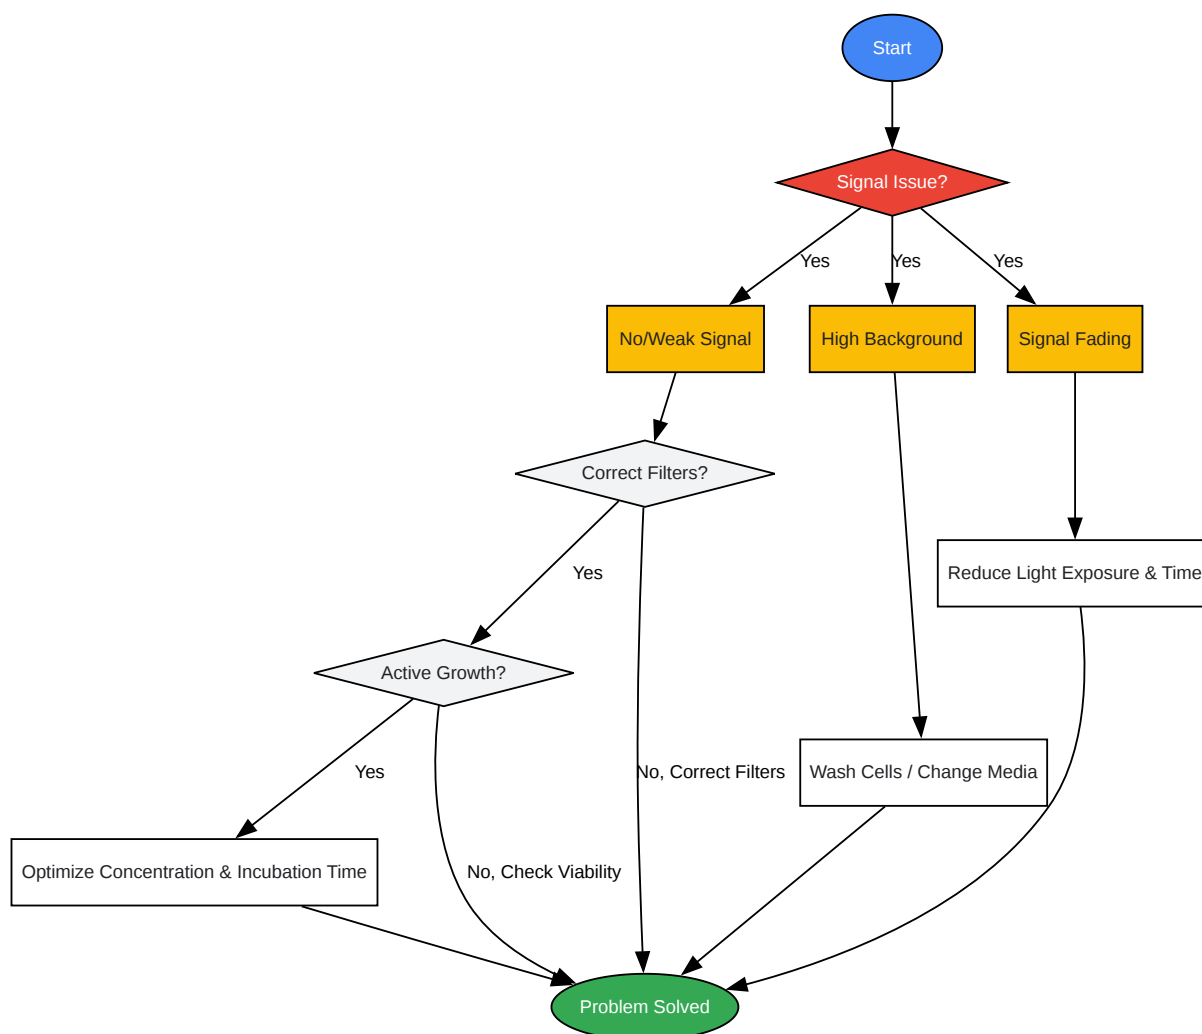 Start
Signal Issue?
Yes
Yes
Yes
No/Weak Signal
High Background
Signal Fading
Correct Filters?
Yes
Reduce Light Exposure & Time
Active Growth?
Yes
No, Correct Filters
Wash Cells / Change Media
Optimize Concentration & Incubation Time
No, Check Viability
Problem Solved